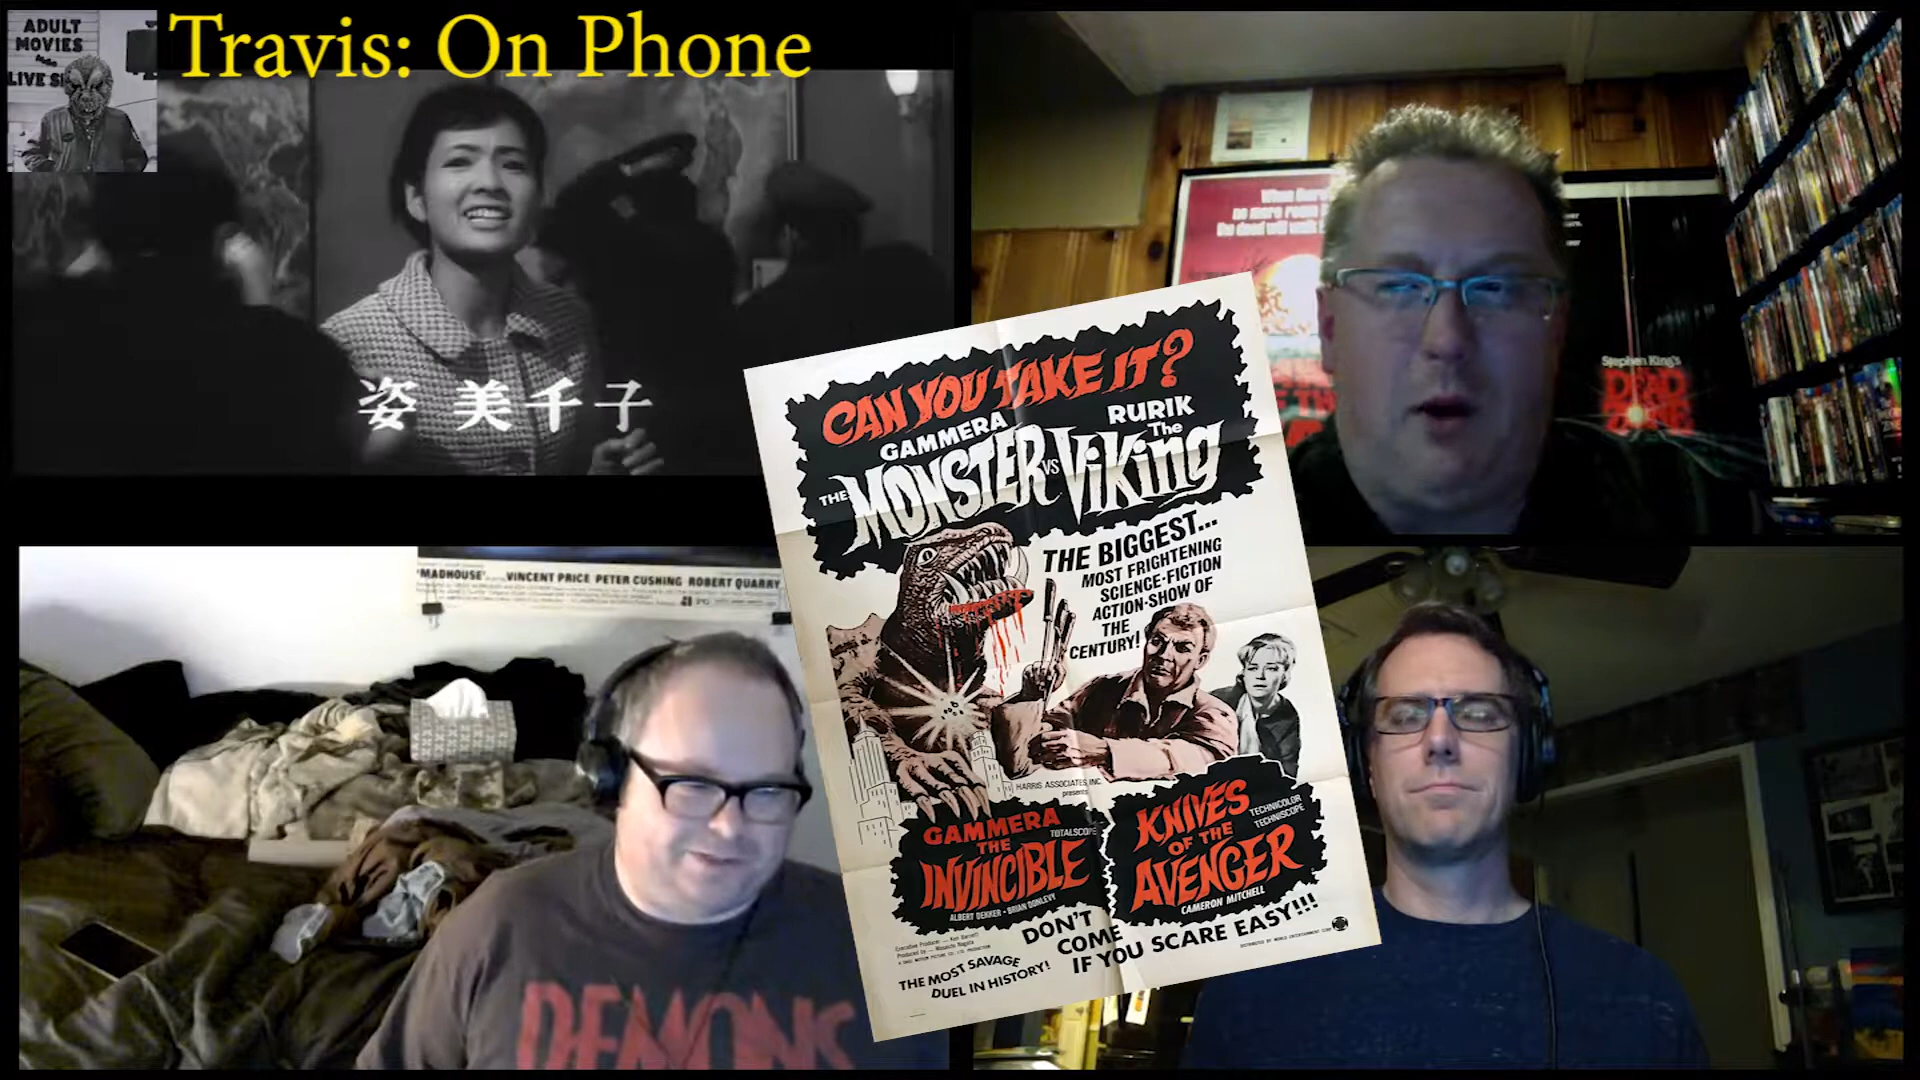 ADULT
MOVIES
LIVE
Travis: On Phone
姿 美千子
Stephen King's
DEAD
ZONE
'MADHOUSE' VINCENT PRICE PETER CUSHING ROBERT QUARRY
PG
DEMONS
CAN YOU TAKE IT?
GAMMERA
RURIK
THE MONSTER VS The Viking
THE BIGGEST...
MOST FRIGHTENING
SCIENCE-FICTION
ACTION-SHOW OF
THE
CENTURY!
HARRIS ASSOCIATES, INC.
presents
GAMMERA
THE
INVINCIBLE
TOTALSCOPE
ALBERT DEKKER • BRIAN DONLEVY
KNIVES
OF THE
AVENGER
TECHNICOLOR
TECHNISCOPE
CAMERON MITCHELL
THE MOST SAVAGE
DUEL IN HISTORY!
DON'T
COME
IF YOU SCARE EASY!!!